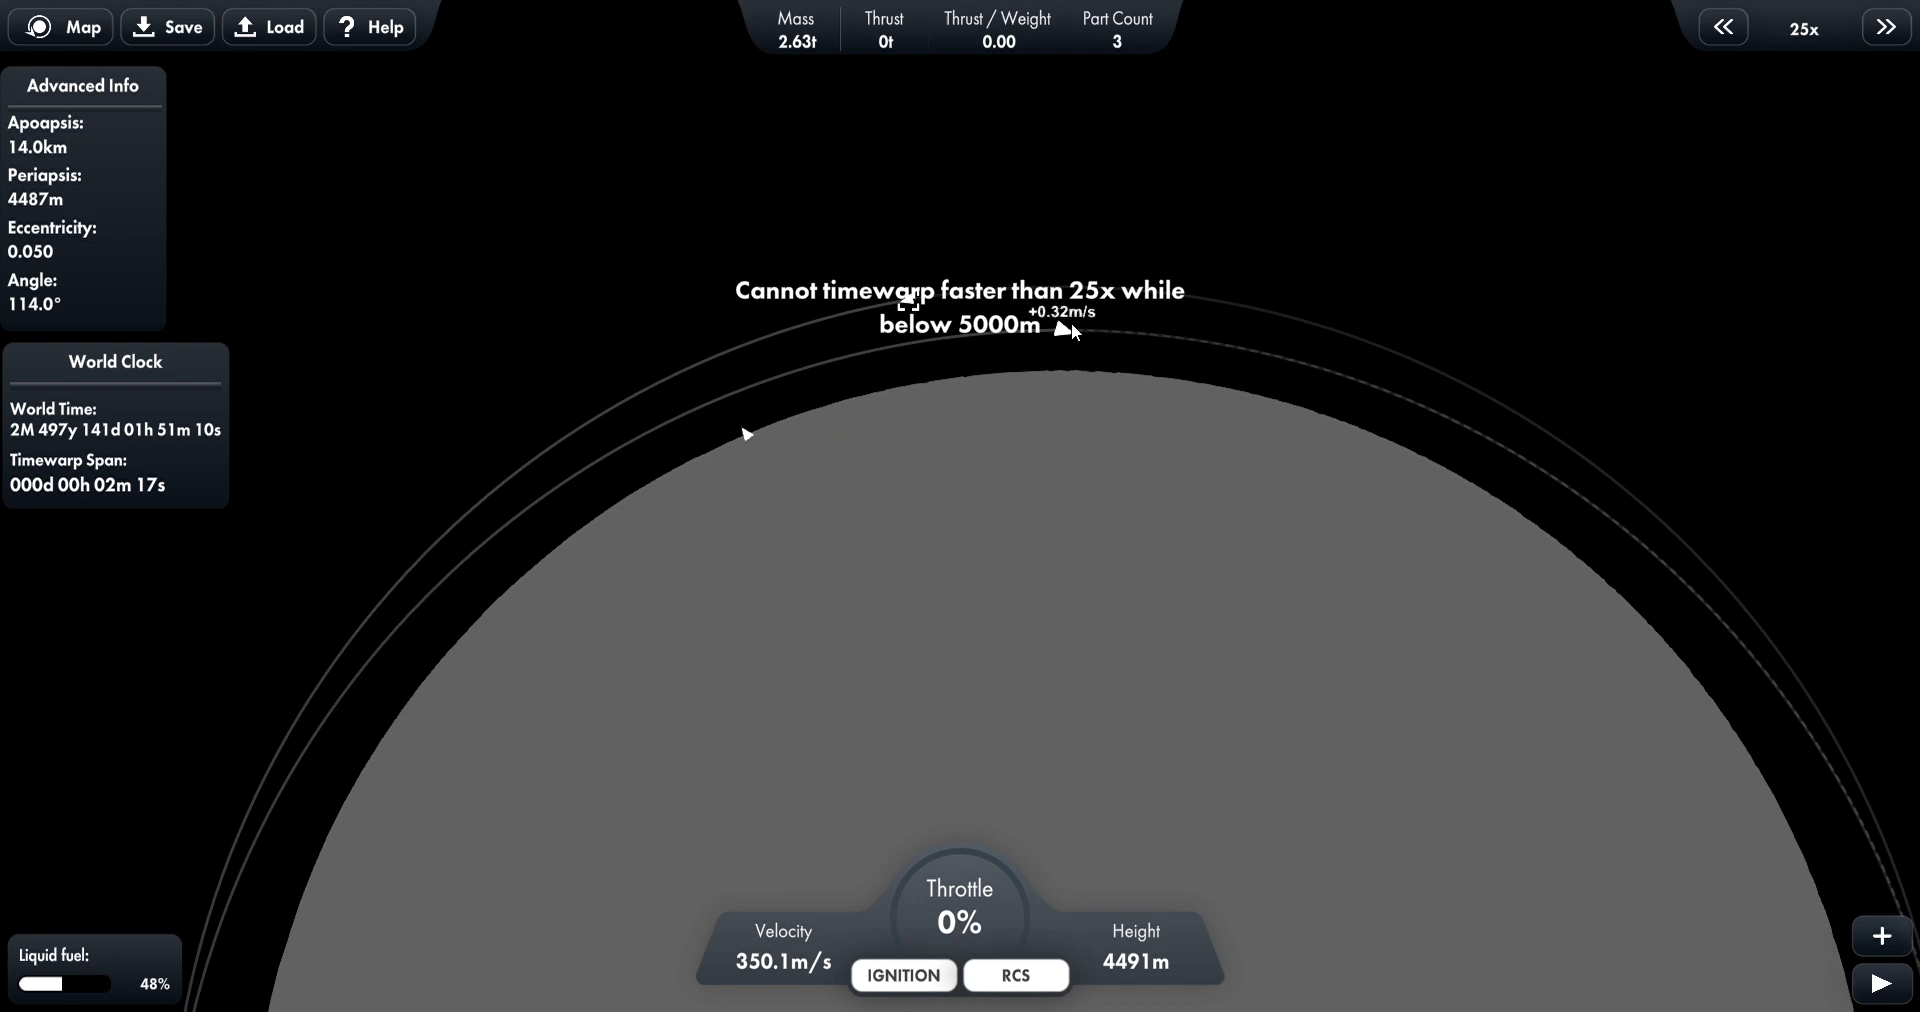 Map
Save
Load
Help
Mass
2.63t
Thrust
0t
Thrust / Weight
0.00
Part Count
3
25x
Advanced Info
Apoapsis:
14.0km
Periapsis:
4487m
Eccentricity:
0.050
Angle:
114.0°
World Clock
World Time:
2M 497y 141d 01h 51m 10s
Timewarp Span:
000d 00h 02m 17s
Cannot timewarp faster than 25x while
below 5000m
+0.32m/s
Throttle
0%
Velocity
350.1m/s
IGNITION
RCS
Height
4491m
Liquid fuel:
48%